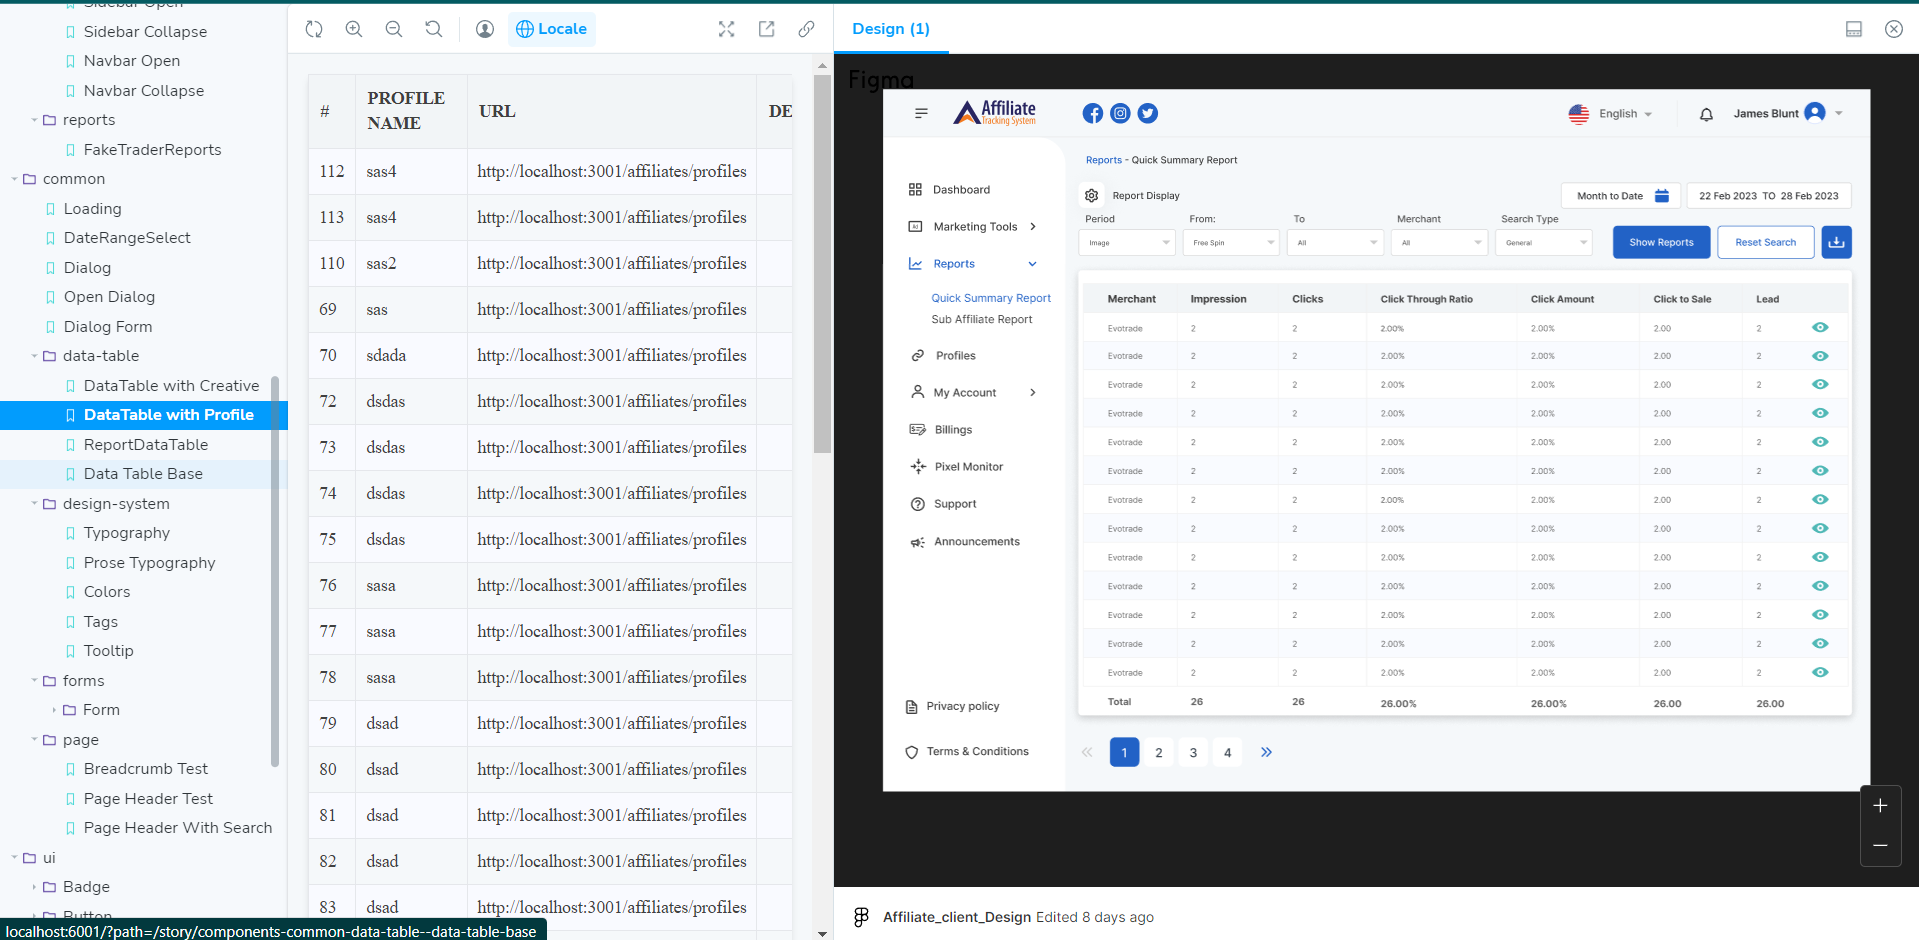 Sidebar Open
Sidebar Collapse
Navbar Open
Navbar Collapse
reports
FakeTraderReports
common
Loading
DateRangeSelect
Dialog
Open Dialog
Dialog Form
data-table
DataTable with Creative
DataTable with Profile
ReportDataTable
Data Table Base
design-system
Typography
Prose Typography
Colors
Tags
Tooltip
forms
Form
page
Breadcrumb Test
Page Header Test
Page Header With Search
ui
Badge
Button
localhost:6001/?path=/story/components-common-data-table--data-table-base
Locale
# PROFILE NAME URL DE
112 sas4 http://localhost:3001/affiliates/profiles
113 sas4 http://localhost:3001/affiliates/profiles
110 sas2 http://localhost:3001/affiliates/profiles
69 sas http://localhost:3001/affiliates/profiles
70 sdada http://localhost:3001/affiliates/profiles
72 dsdas http://localhost:3001/affiliates/profiles
73 dsdas http://localhost:3001/affiliates/profiles
74 dsdas http://localhost:3001/affiliates/profiles
75 dsdas http://localhost:3001/affiliates/profiles
76 sasa http://localhost:3001/affiliates/profiles
77 sasa http://localhost:3001/affiliates/profiles
78 sasa http://localhost:3001/affiliates/profiles
79 dsad http://localhost:3001/affiliates/profiles
80 dsad http://localhost:3001/affiliates/profiles
81 dsad http://localhost:3001/affiliates/profiles
82 dsad http://localhost:3001/affiliates/profiles
83 dsad http://localhost:3001/affiliates/profiles
Design (1)
Figma
Affiliate
Tracking System
English
James Blunt
Dashboard
Marketing Tools
Reports
Quick Summary Report
Sub Affiliate Report
Profiles
My Account
Billings
Pixel Monitor
Support
Announcements
Privacy policy
Terms & Conditions
Reports - Quick Summary Report
Report Display
Month to Date
22 Feb 2023 TO 28 Feb 2023
Period From: To Merchant Search Type
Image Free Spin All All General
Show Reports
Reset Search
Merchant Impression Clicks Click Through Ratio Click Amount Click to Sale Lead
Evotrade 2 2 2.00% 2.00% 2.00 2
Evotrade 2 2 2.00% 2.00% 2.00 2
Evotrade 2 2 2.00% 2.00% 2.00 2
Evotrade 2 2 2.00% 2.00% 2.00 2
Evotrade 2 2 2.00% 2.00% 2.00 2
Evotrade 2 2 2.00% 2.00% 2.00 2
Evotrade 2 2 2.00% 2.00% 2.00 2
Evotrade 2 2 2.00% 2.00% 2.00 2
Evotrade 2 2 2.00% 2.00% 2.00 2
Evotrade 2 2 2.00% 2.00% 2.00 2
Evotrade 2 2 2.00% 2.00% 2.00 2
Evotrade 2 2 2.00% 2.00% 2.00 2
Evotrade 2 2 2.00% 2.00% 2.00 2
Total 26 26 26.00% 26.00% 26.00 26.00
« 1 2 3 4 »
Affiliate_client_Design Edited 8 days ago